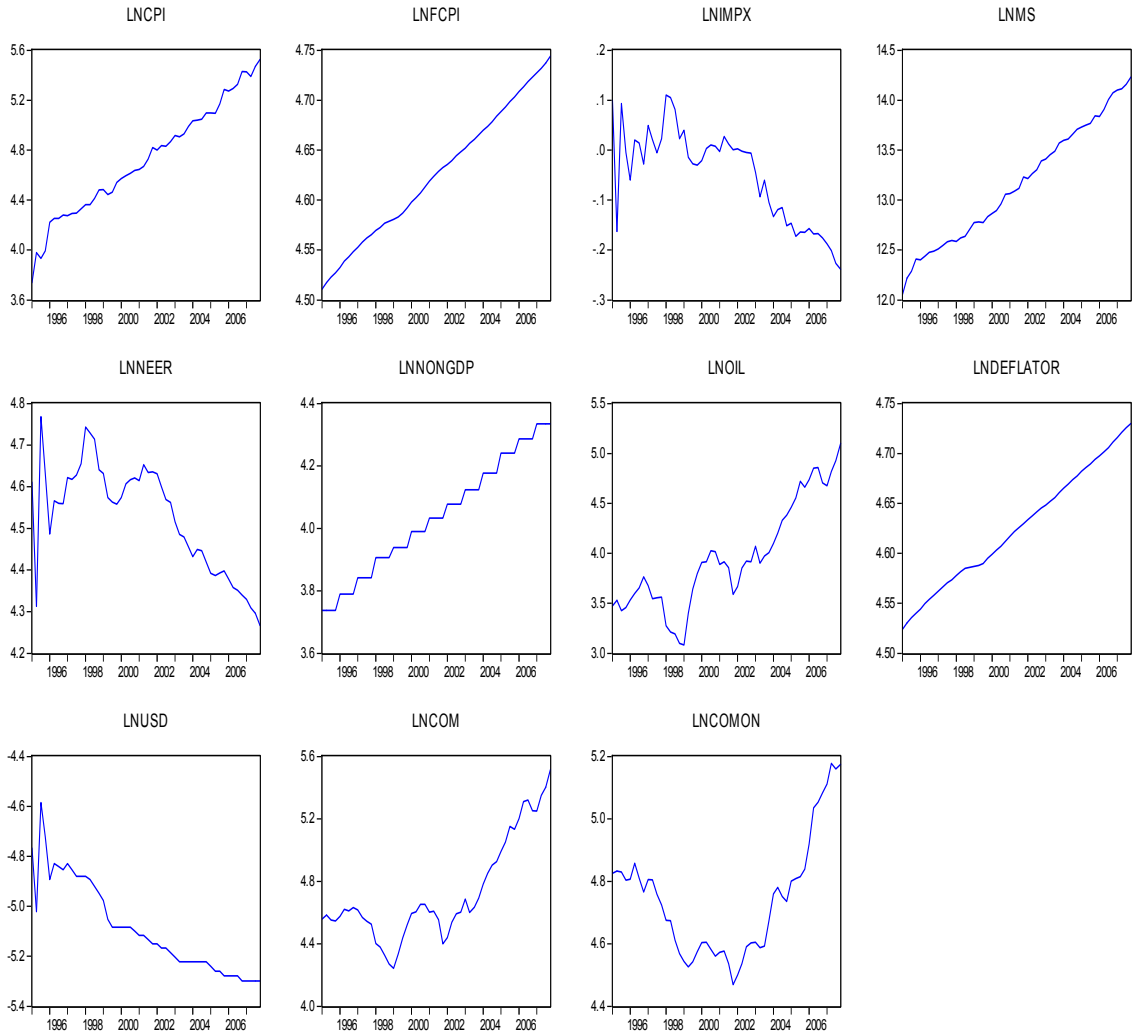 LNCPI
5.6
5.2
4.8
4.4
4.0
3.6
1996 1998 2000 2002 2004 2006
LNFCPI
4.75
4.70
4.65
4.60
4.55
4.50
1996 1998 2000 2002 2004 2006
LNIMPX
.2
.1
.0
-.1
-.2
-.3
1996 1998 2000 2002 2004 2006
LNMS
14.5
14.0
13.5
13.0
12.5
12.0
1996 1998 2000 2002 2004 2006
LNNEER
4.8
4.7
4.6
4.5
4.4
4.3
4.2
1996 1998 2000 2002 2004 2006
LNNONGDP
4.4
4.2
4.0
3.8
3.6
1996 1998 2000 2002 2004 2006
LNOIL
5.5
5.0
4.5
4.0
3.5
3.0
1996 1998 2000 2002 2004 2006
LNDEFLATOR
4.75
4.70
4.65
4.60
4.55
4.50
1996 1998 2000 2002 2004 2006
LNUSD
-4.4
-4.6
-4.8
-5.0
-5.2
-5.4
1996 1998 2000 2002 2004 2006
LNCOM
5.6
5.2
4.8
4.4
4.0
1996 1998 2000 2002 2004 2006
LNCOMON
5.2
5.0
4.8
4.6
4.4
1996 1998 2000 2002 2004 2006